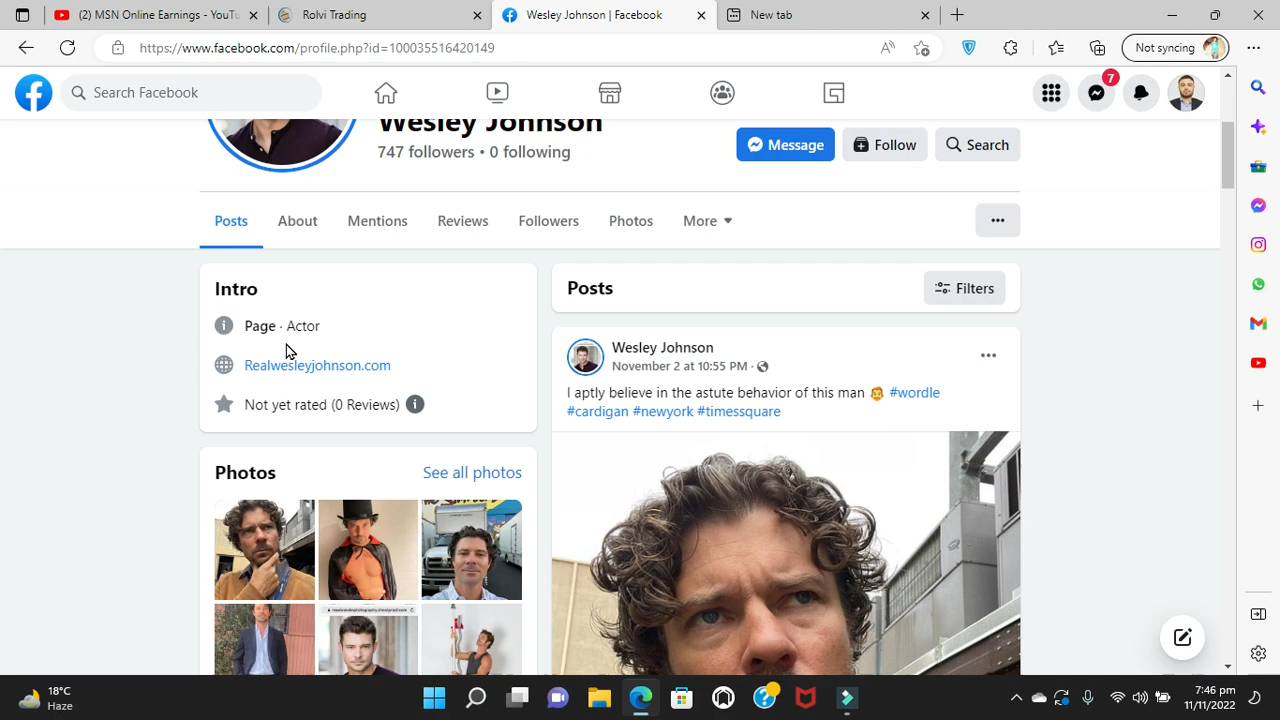 (2) MSN Online Earnings - YouTu
Rolvi Trading
Wesley Johnson | Facebook
New tab
https://www.facebook.com/profile.php?id=100035516420149
Not syncing
Search Facebook
7
Wesley Johnson
747 followers • 0 following
Message
Follow
Search
Posts
About
Mentions
Reviews
Followers
Photos
More
Intro
Page · Actor
Realwesleyjohnson.com
Not yet rated (0 Reviews)
Photos
See all photos
Posts
Filters
Wesley Johnson
November 2 at 10:55 PM ·
I aptly believe in the astute behavior of this man 🧔 #wordle
#cardigan #newyork #timessquare
18°C
Haze
7:46 pm
11/11/2022